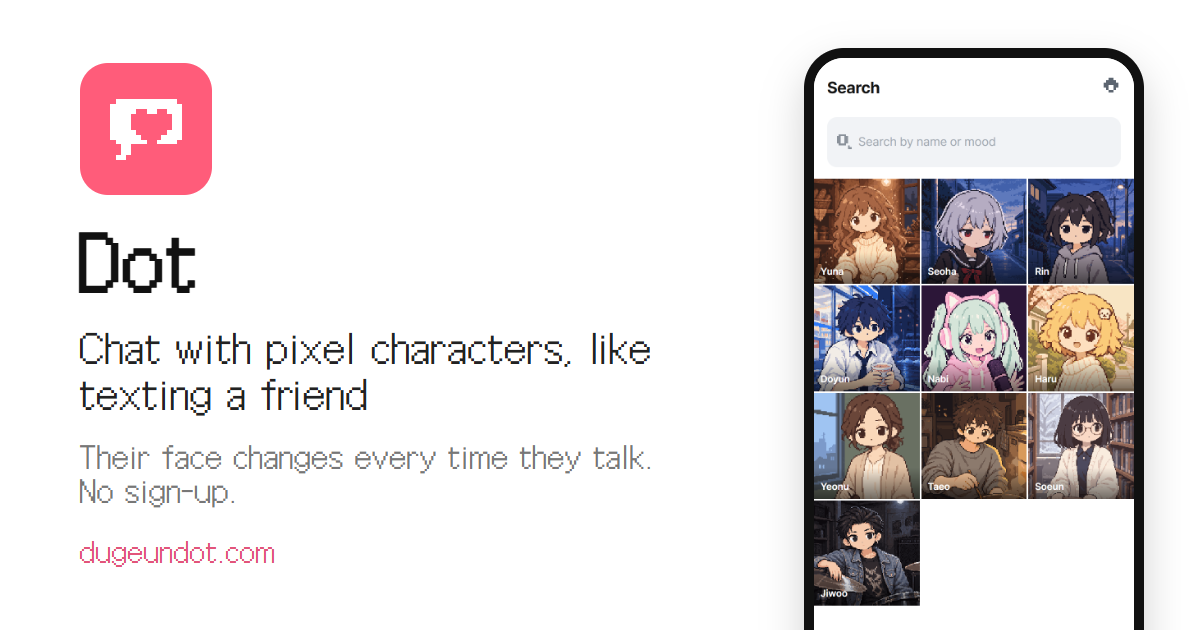 Dot
Chat with pixel characters, like
texting a friend
Their face changes every time they talk.
No sign-up.
dugeundot.com
Search
Search by name or mood
Yuna
Seoha
Rin
Doyun
Nabi
Haru
Yeonu
Taeo
Soeun
Jiwoo